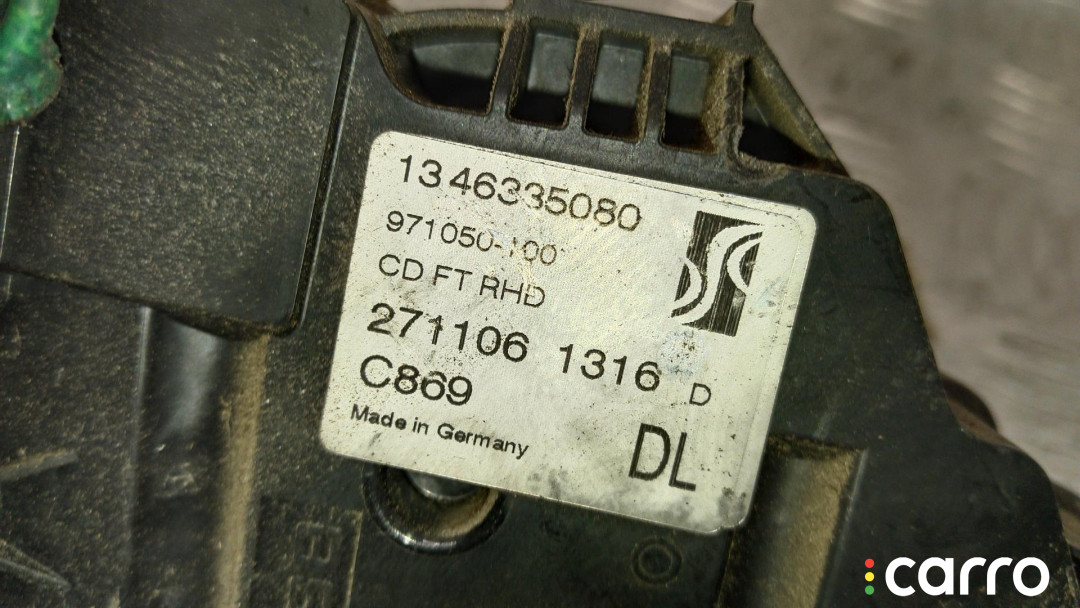 1346335080
971050-100
CD FT RHD
271106 1316 D
C869
Made in Germany
DL
carro